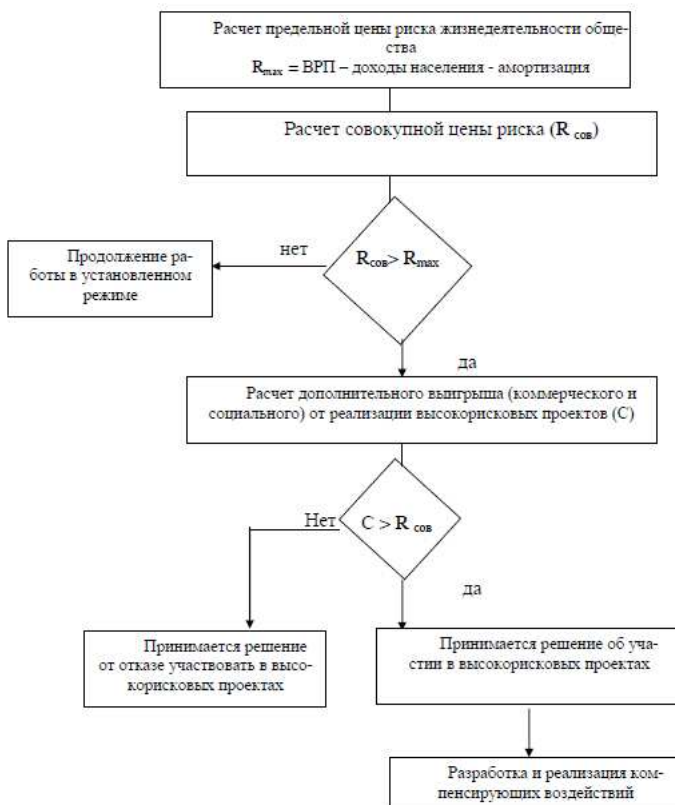 Расчет предельной цены риска жизнедеятельности обще-
ства
Rmax = ВРП – доходы населения - амортизация
Расчет совокупной цены риска (R сов)
Rсов> Rmax
нет
Продолжение ра-
боты в установленном
режиме
да
Расчет дополнительного выигрыша (коммерческого и
социального) от реализации высокорисковых проектов (С)
С > R сов
Нет
да
Принимается решение
от отказе участвовать в высо-
корисковых проектах
Принимается решение об уча-
стии в высокорисковых проектах
Разработка и реализация ком-
пенсирующих воздействий